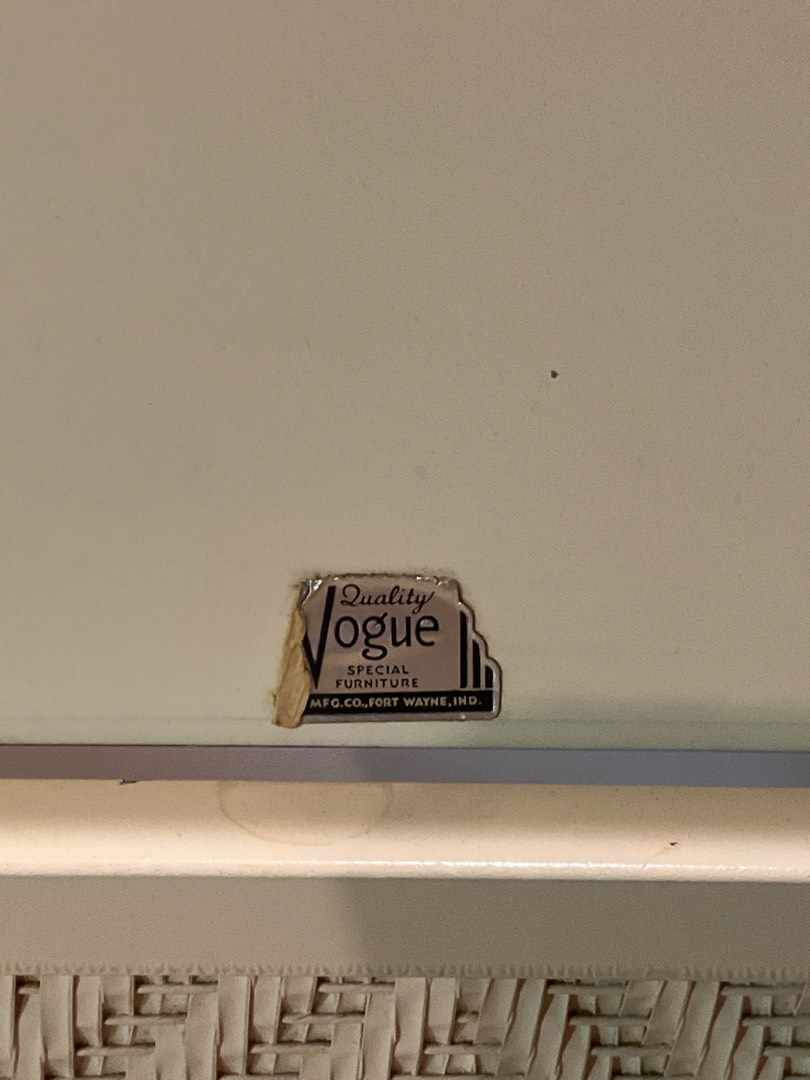 Quality
Vogue
SPECIAL
FURNITURE
MFG.CO., FORT WAYNE, IND.